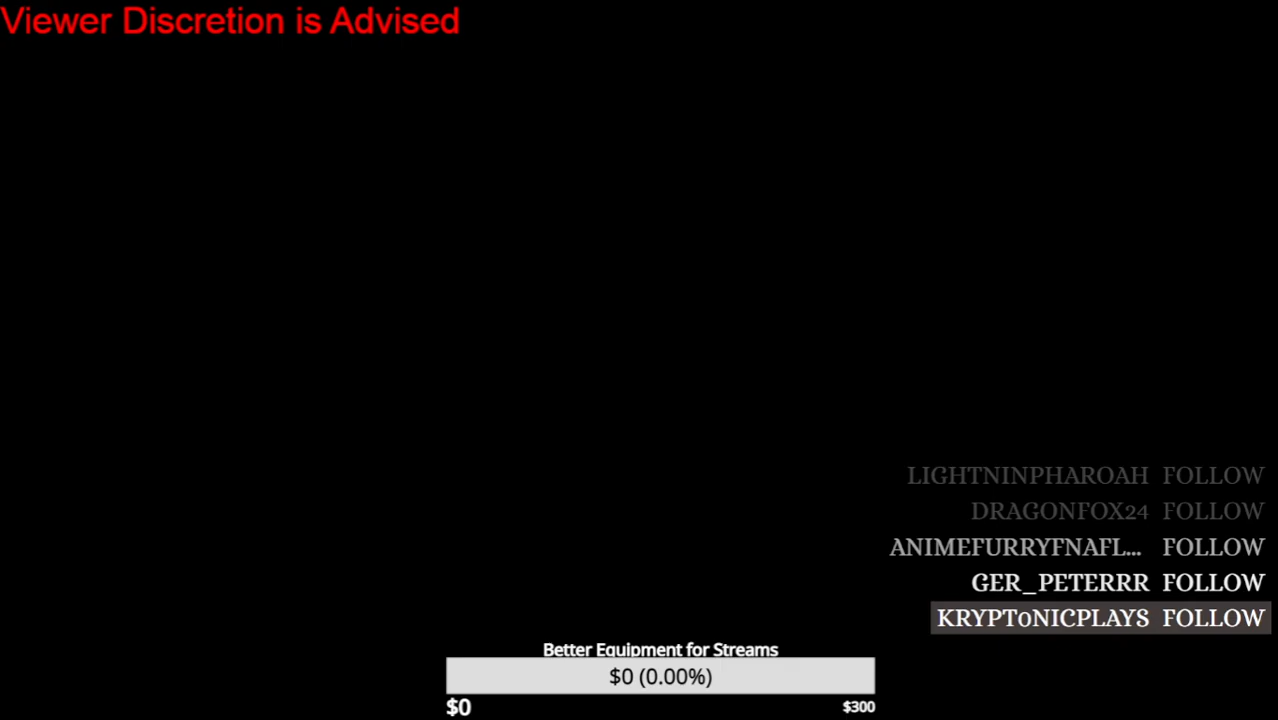 Viewer Discretion is Advised
LIGHTNINPHAROAH FOLLOW
DRAGONFOX24 FOLLOW
ANIMEFURRYFNAFL... FOLLOW
GER_PETERRR FOLLOW
KRYPT0NICPLAYS FOLLOW
Better Equipment for Streams
$0 (0.00%)
$0 $300